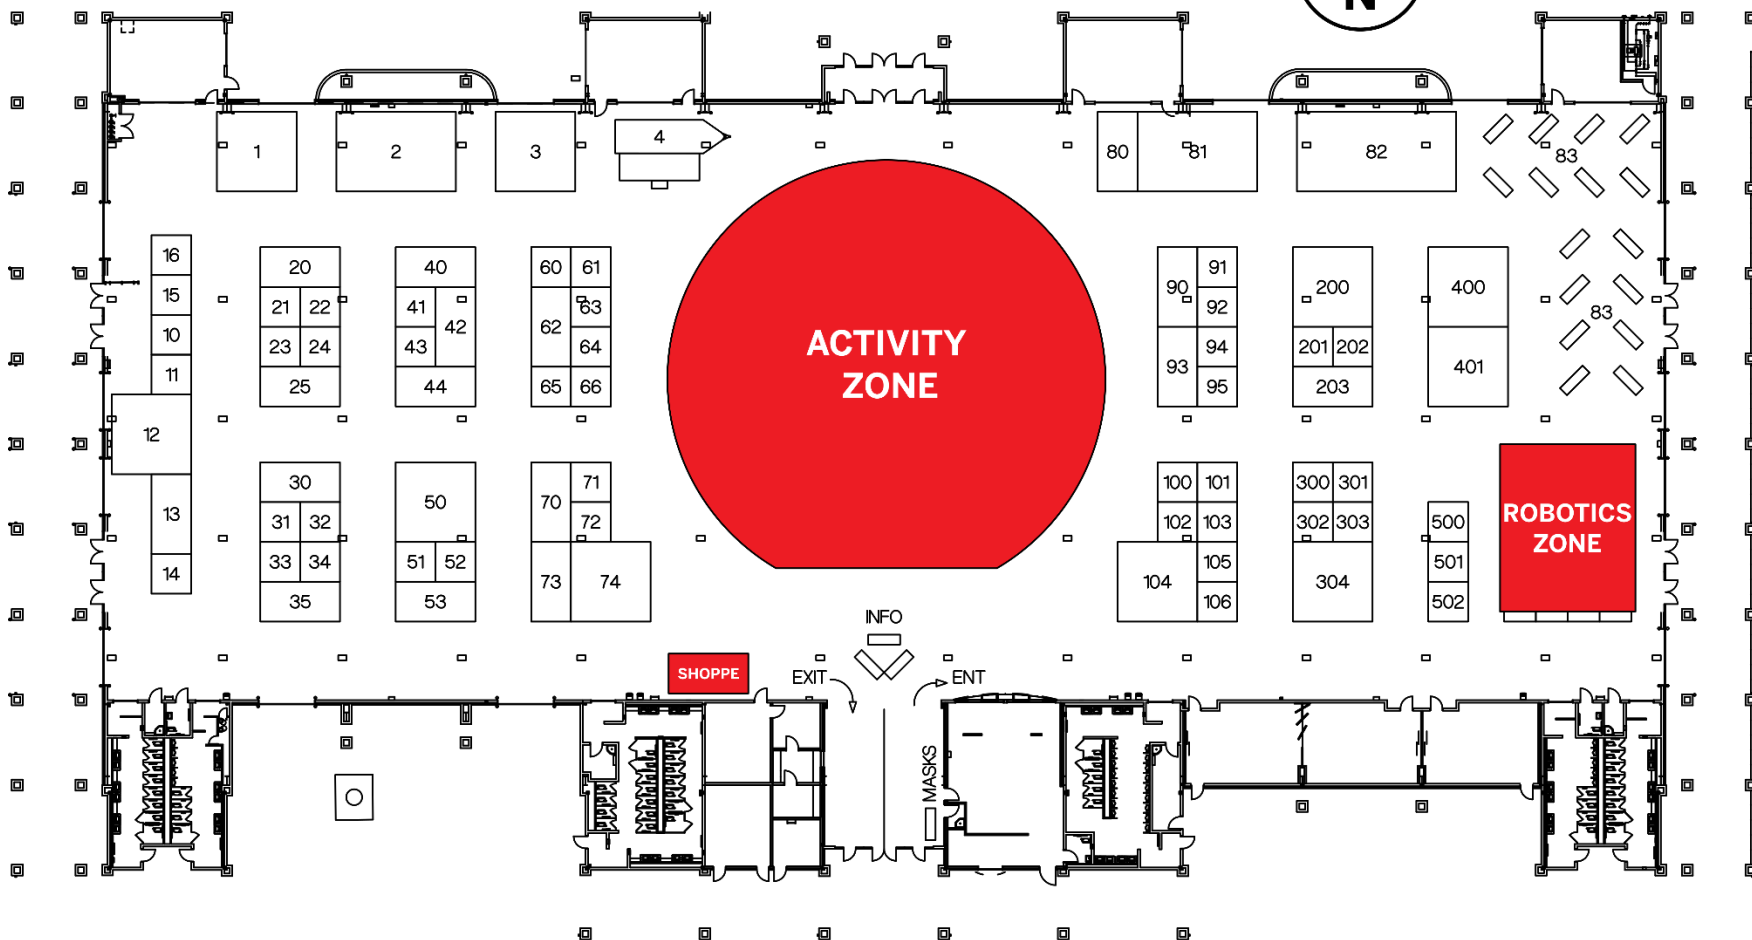 N
1 2 3 4 80 81 82 83
16 20 40 60 61 90 91 200 400
15 21 22 41 42 62 63 92 83
10 23 24 43 64 93 94 201 202 401
11 25 44 65 66 95 203
ACTIVITY
ZONE
12
30 50 70 71 100 101 300 301
13 31 32 72 102 103 302 303 500
ROBOTICS
ZONE
14 33 34 51 52 73 74 104 105 304 501
35 53 106 502
INFO
SHOPPE
EXIT ENT
MASKS